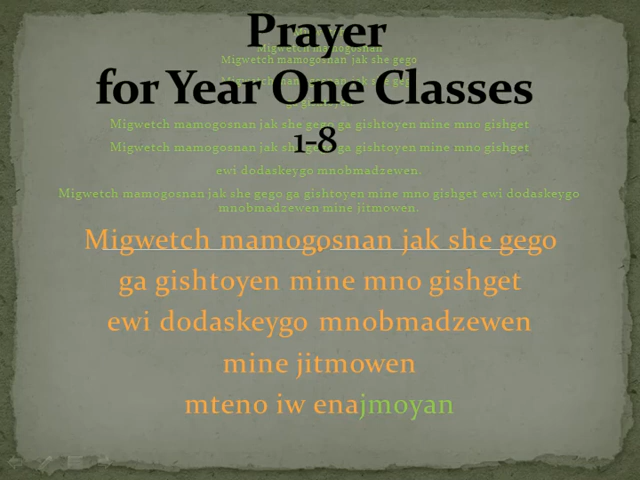 Prayer
Migwetch mamogosnan
Migwetch mamogosnan jak she gego
for Year One Classes
Migwetch mamogosnan jak she gego ga gishtoyen mine mno gishget
1-8
Migwetch mamogosnan jak she gego ga gishtoyen mine mno gishget
ewi dodaskeygo mnobmadzewen.
Migwetch mamogosnan jak she gego ga gishtoyen mine mno gishget ewi dodaskeygo
mnobmadzewen mine jitmowen.
Migwetch mamogosnan jak she gego
ga gishtoyen mine mno gishget
ewi dodaskeygo mnobmadzewen
mine jitmowen
mteno iw enajmoyan